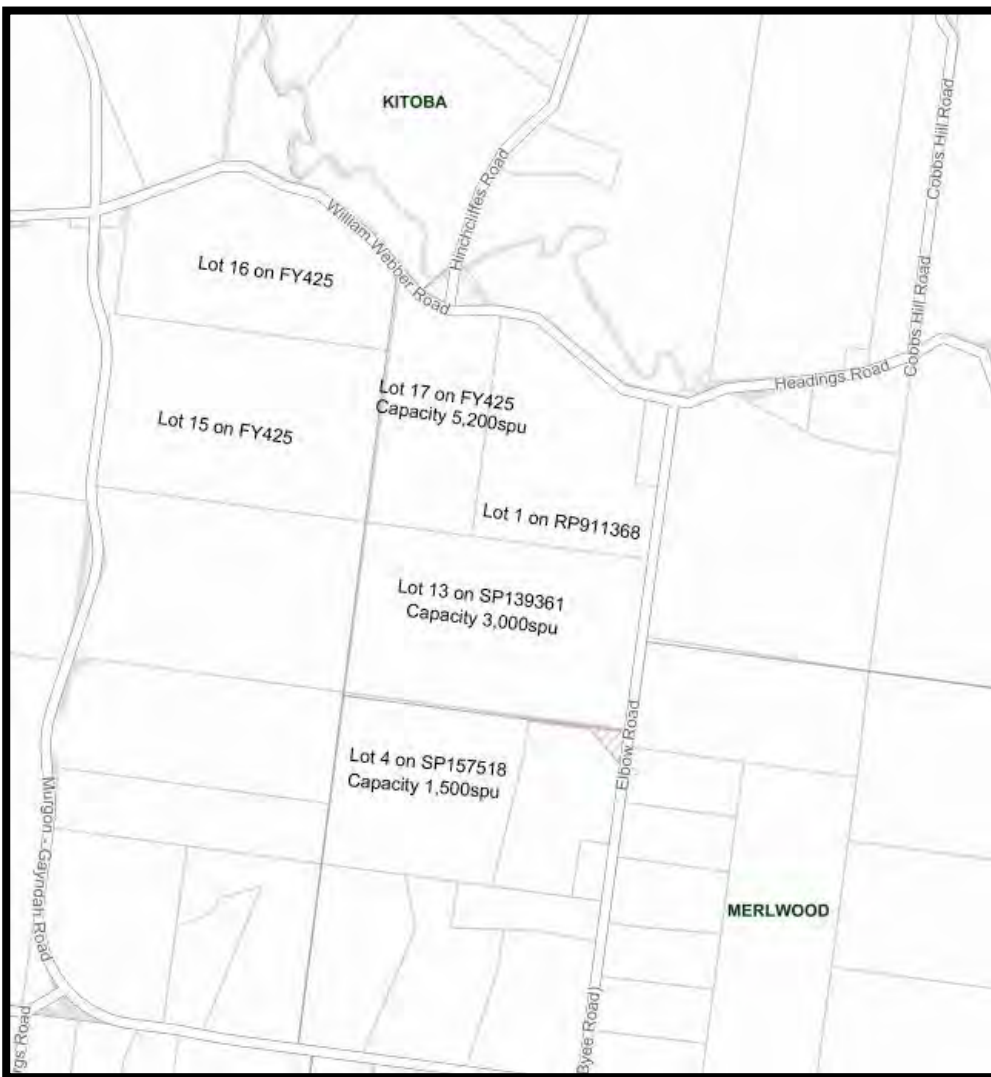 KITOBA
Cobbs Hill Road
Hinchcliffes Road
William Webber Road
Lot 16 on FY425
Cobbs Hill Road
Headings Road
Lot 17 on FY425
Capacity 5,200spu
Lot 15 on FY425
Lot 1 on RP911368
Lot 13 on SP139361
Capacity 3,000spu
Elbow Road
Lot 4 on SP157518
Capacity 1,500spu
Murgon - Gayndah Road
MERLWOOD
Byee Road
rgs Road